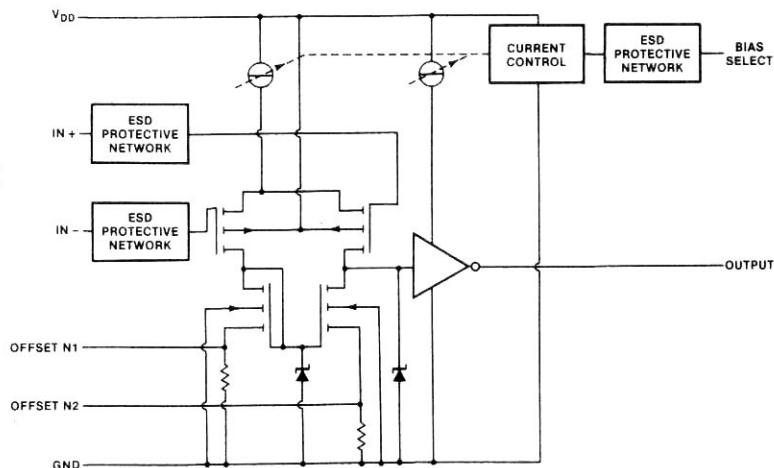 VDD
CURRENT
CONTROL
ESD
PROTECTIVE
NETWORK
BIAS
SELECT
IN +
ESD
PROTECTIVE
NETWORK
IN -
ESD
PROTECTIVE
NETWORK
OUTPUT
OFFSET N1
OFFSET N2
GND